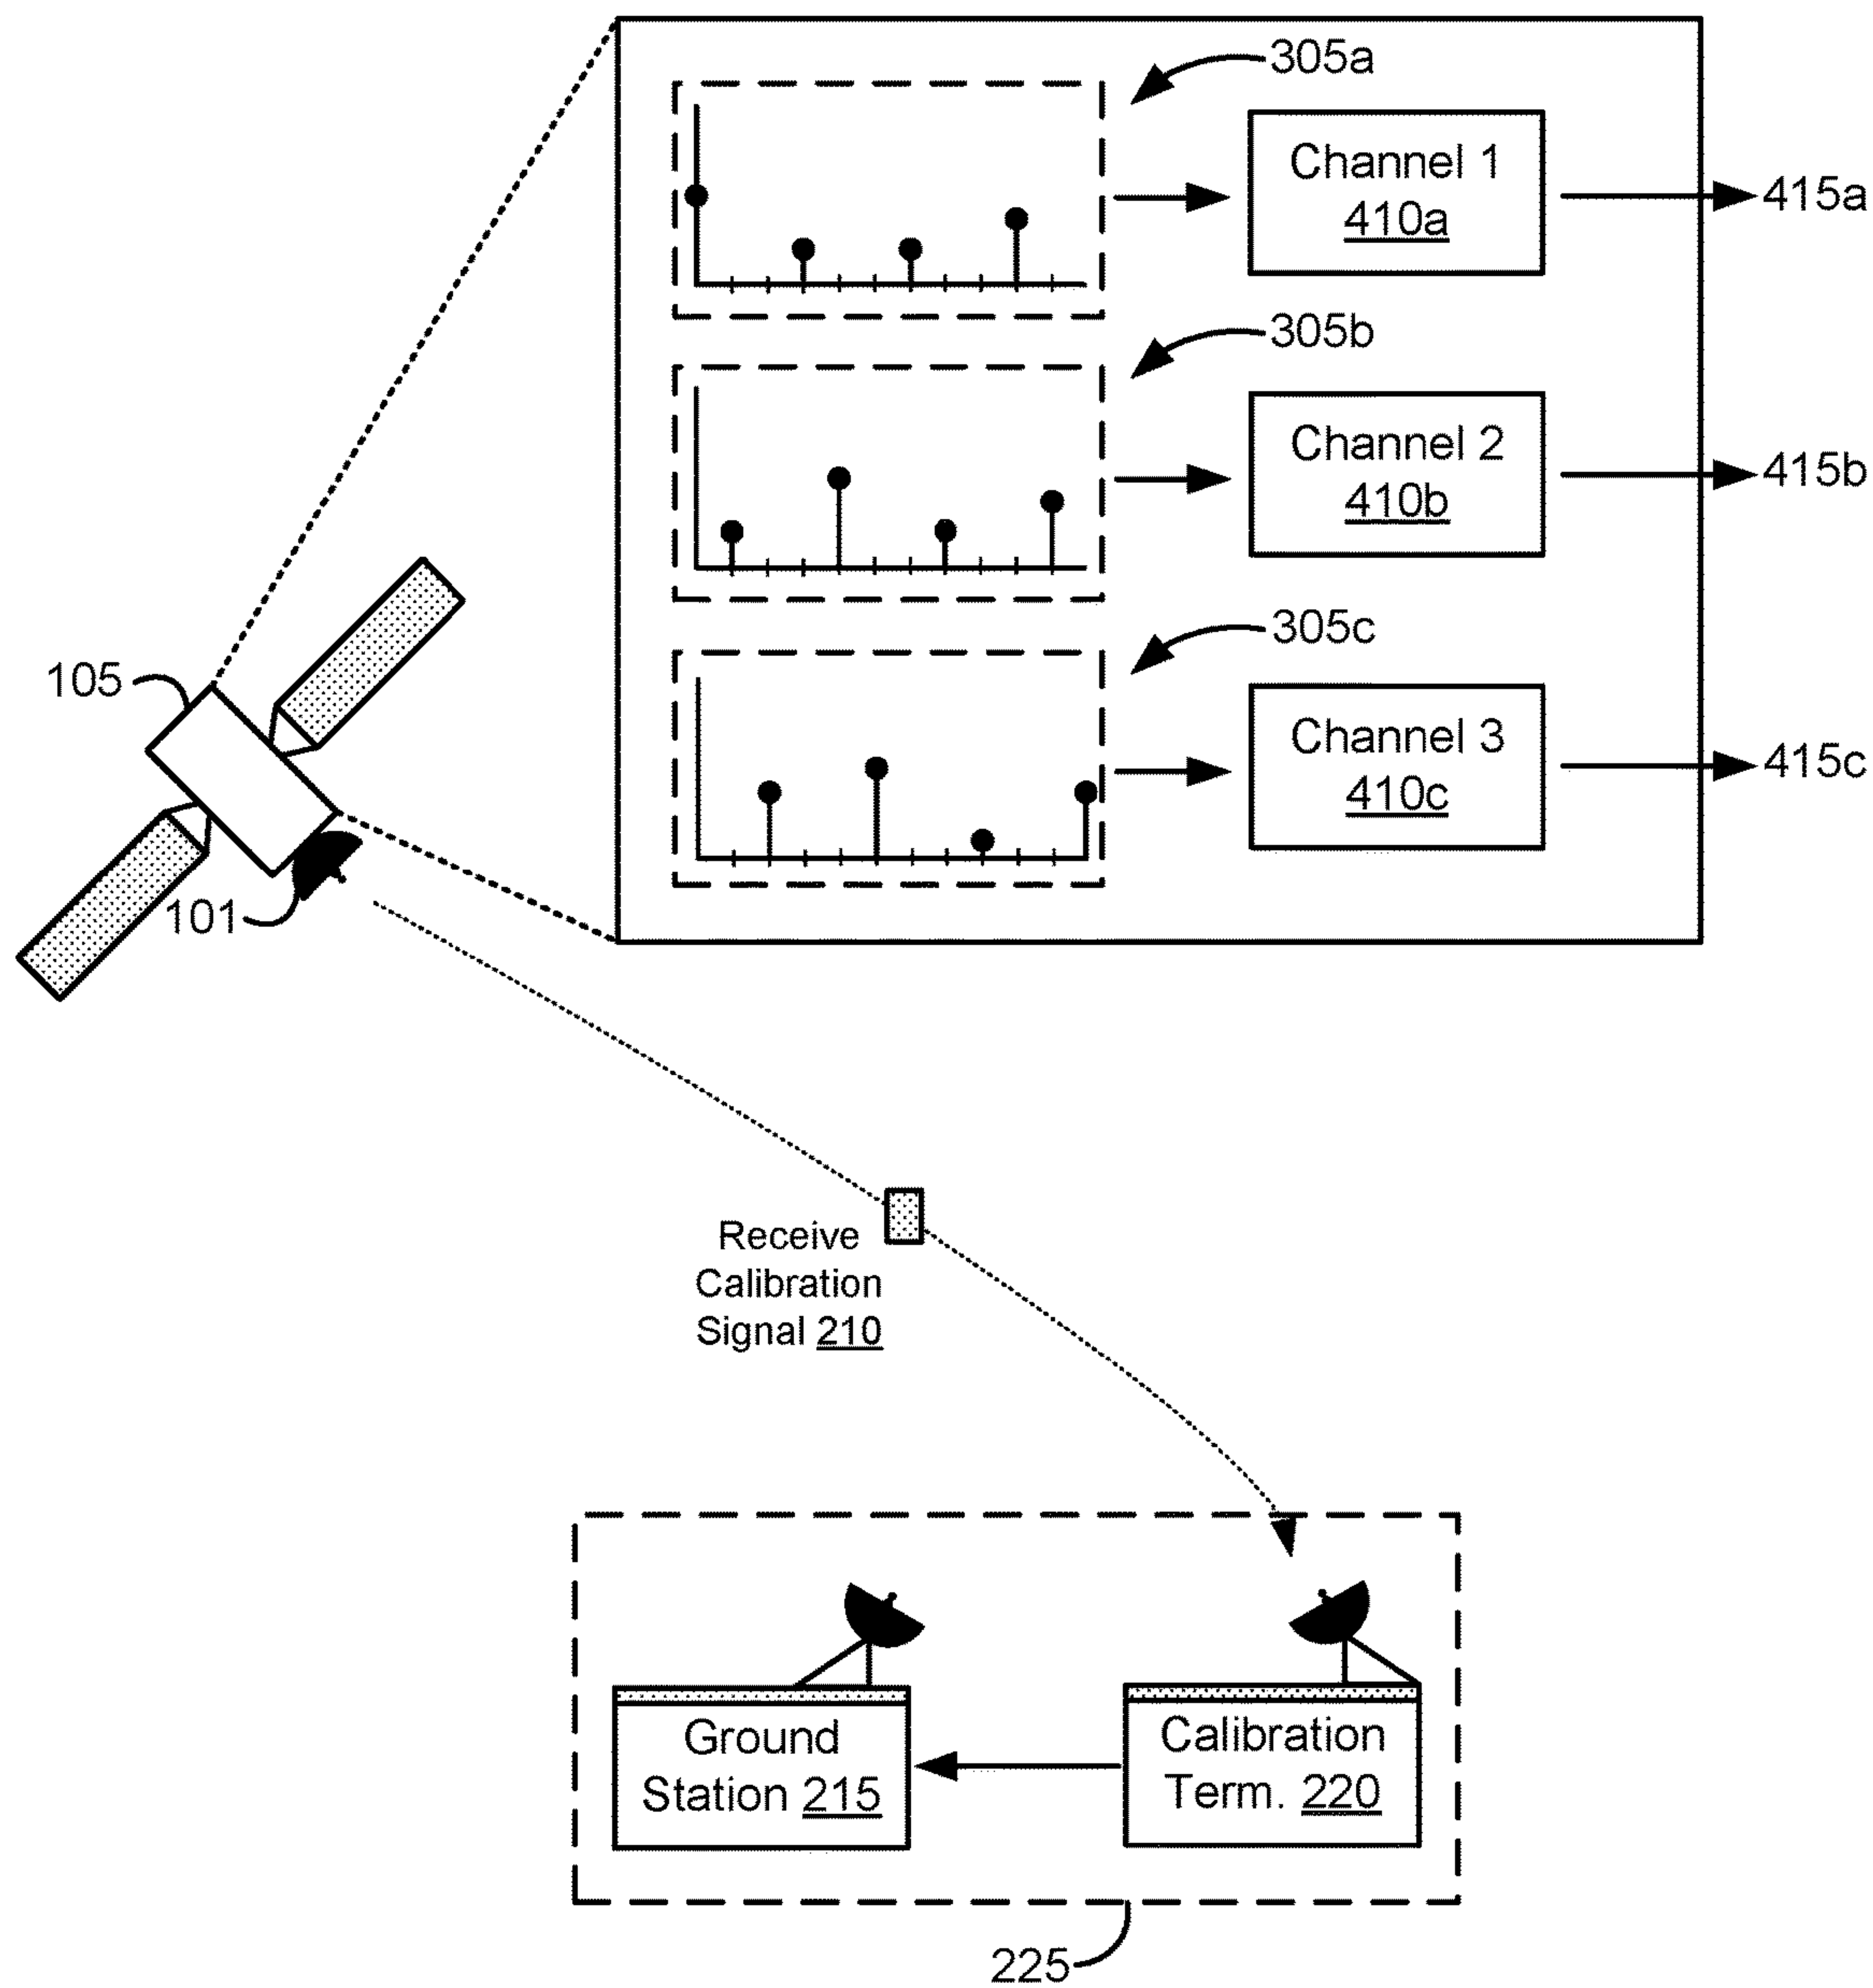 305a
Channel 1
410a
415a
305b
Channel 2
410b
415b
305c
Channel 3
410c
415c
105
101
Receive
Calibration
Signal 210
Ground
Station 215
Calibration
Term. 220
225